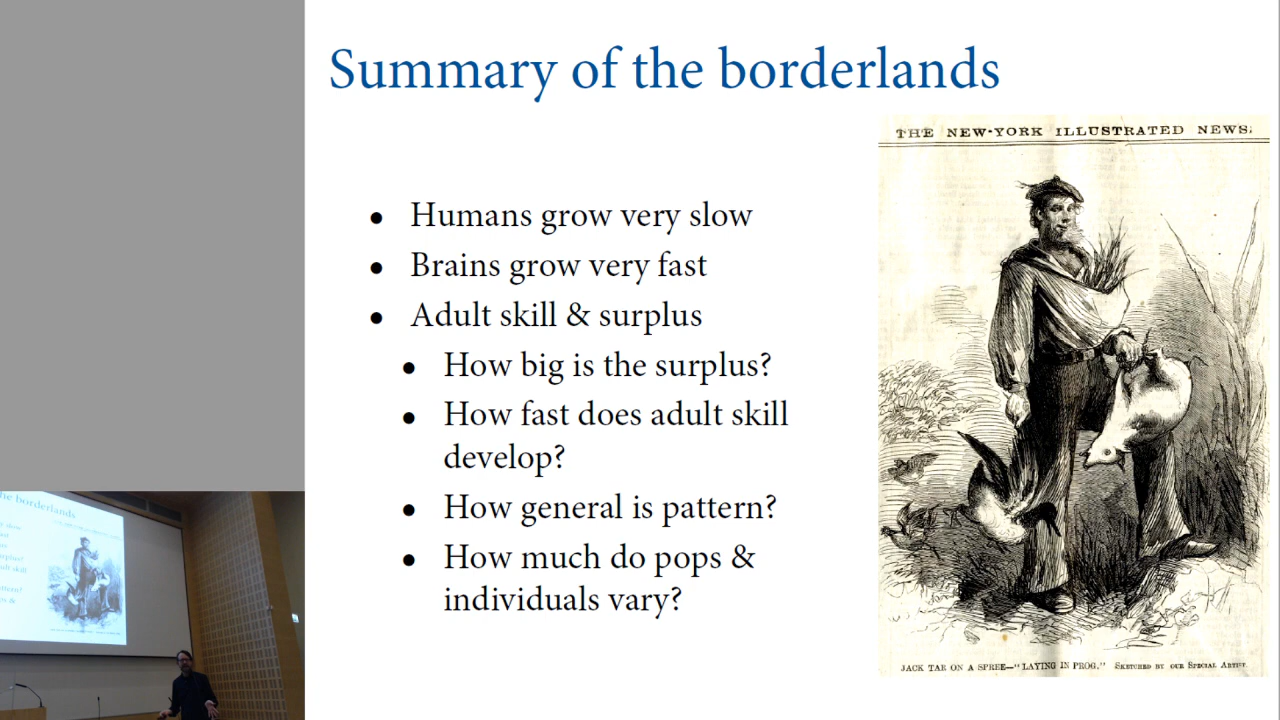 Summary of the borderlands
THE NEW-YORK ILLUSTRATED NEWS.
• Humans grow very slow
• Brains grow very fast
• Adult skill & surplus
• How big is the surplus?
• How fast does adult skill
develop?
• How general is pattern?
• How much do pops &
individuals vary?
JACK TAR ON A SPREE—"LAYING IN PROG." SKETCHED BY OUR SPECIAL ARTIST.
he borderlands